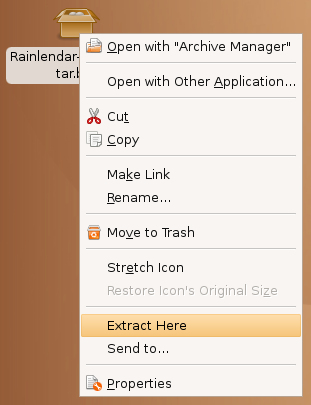 Rainlendar-
tar.b
Open with "Archive Manager"
Open with Other Application...
Cut
Copy
Make Link
Rename...
Move to Trash
Stretch Icon
Restore Icon's Original Size
Extract Here
Send to...
Properties